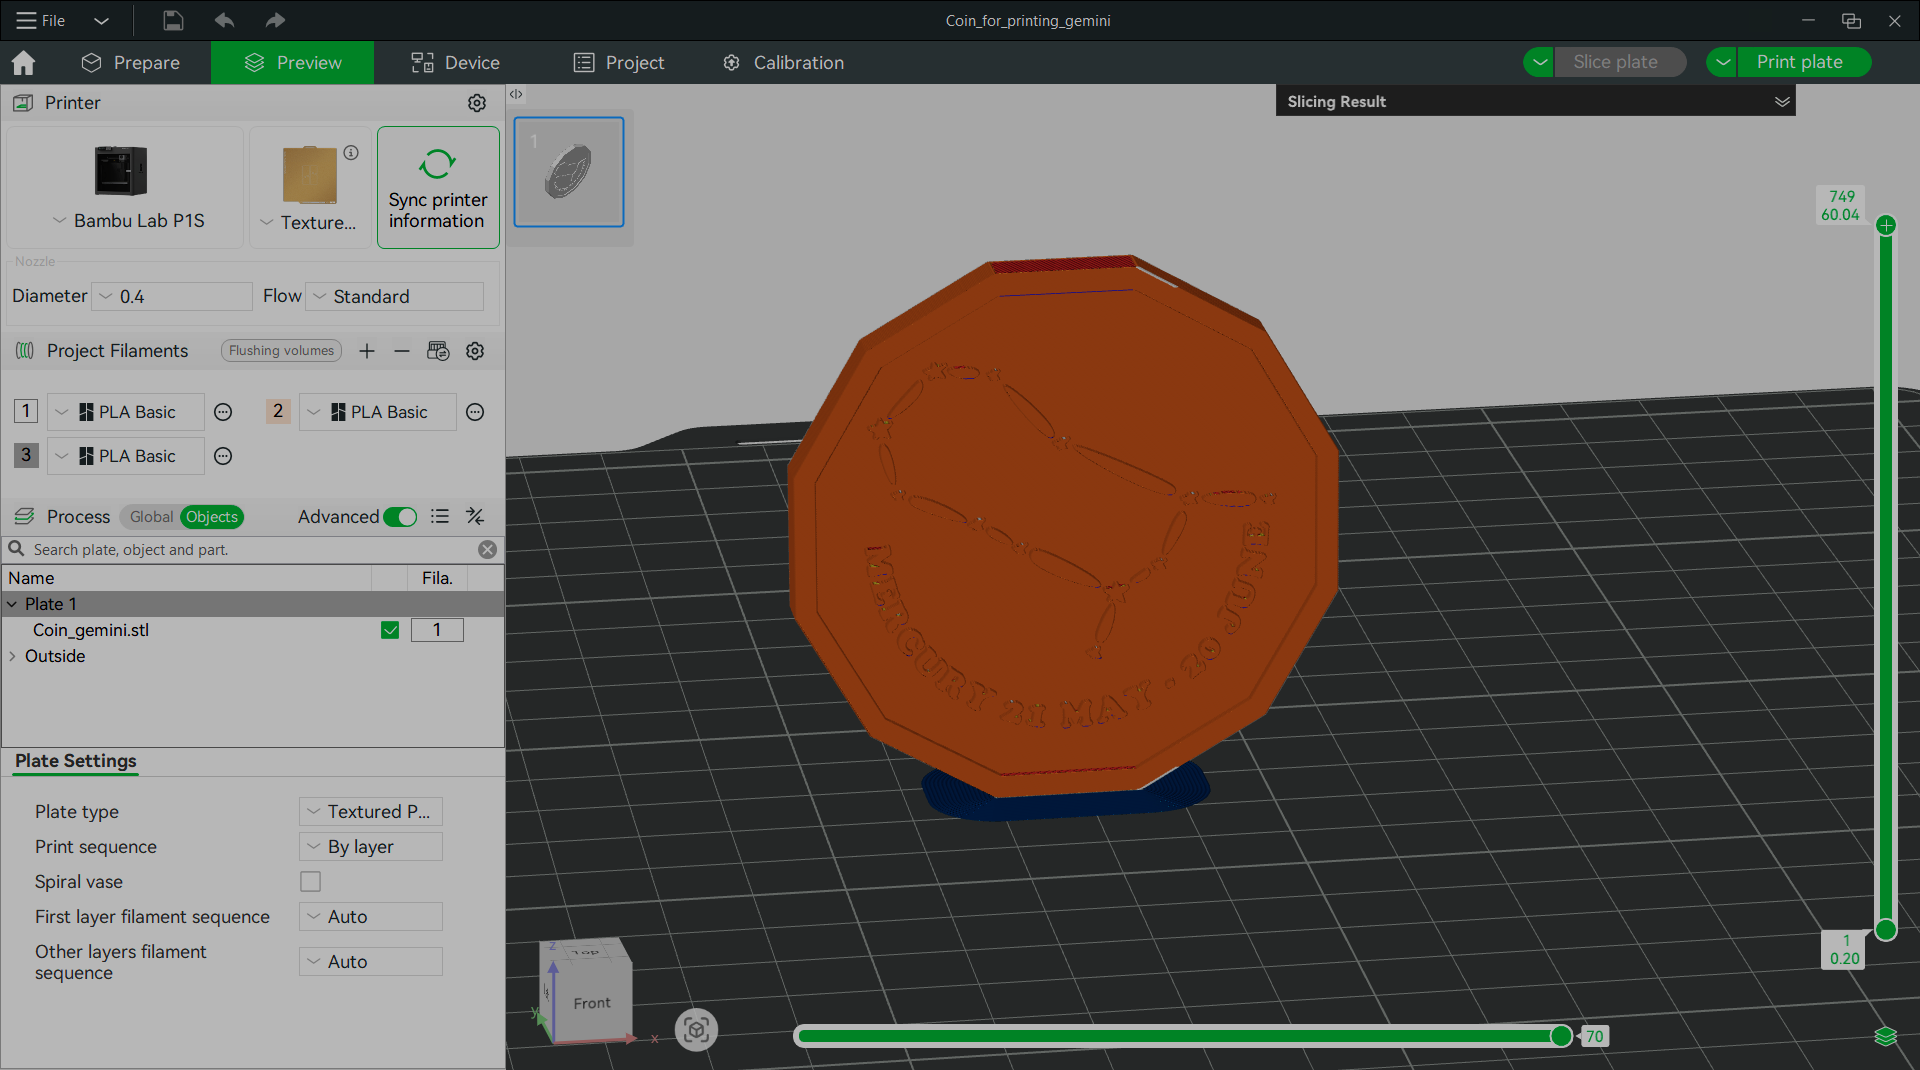 File
Coin_for_printing_gemini
Prepare
Preview
Device
Project
Calibration
Slice plate
Print plate
Printer
Bambu Lab P1S
Texture...
Sync printer
information
Nozzle
Diameter
0.4
Flow
Standard
Project Filaments
Flushing volumes
1
PLA Basic
2
PLA Basic
3
PLA Basic
Process
Global
Objects
Advanced
Search plate, object and part.
Name
Fila.
Plate 1
Coin_gemini.stl
1
Outside
Plate Settings
Plate type
Textured P...
Print sequence
By layer
Spiral vase
First layer filament sequence
Auto
Other layers filament
sequence
Auto
1
Slicing Result
749
60.04
MERCURY 21 MAY · 20 JUNE
1
0.20
Z
Top
Front
y
x
70